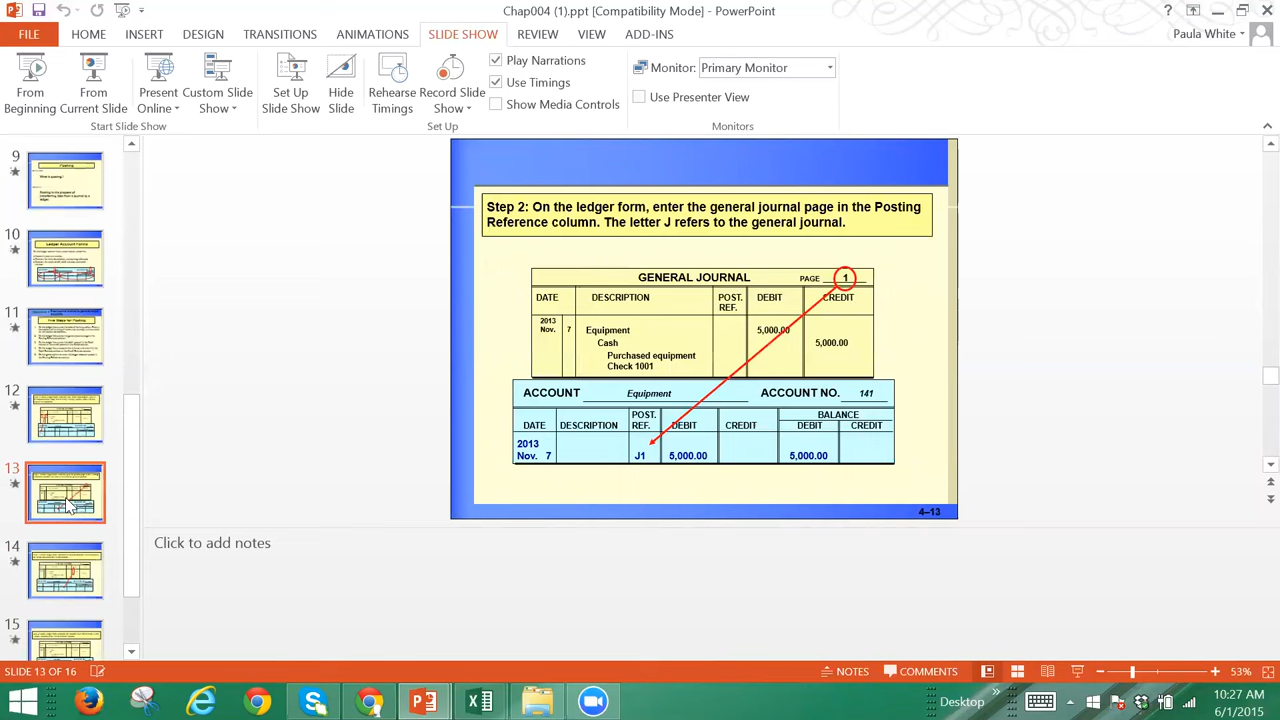 Chap004 (1).ppt [Compatibility Mode] - PowerPoint
FILE HOME INSERT DESIGN TRANSITIONS ANIMATIONS SLIDE SHOW REVIEW VIEW ADD-INS Paula White
From Beginning
From Current Slide
Present Online
Custom Slide Show
Set Up Slide Show
Hide Slide
Rehearse Timings
Record Slide Show
Play Narrations
Use Timings
Show Media Controls
Monitor: Primary Monitor
Use Presenter View
Start Slide Show Set Up Monitors
9
Posting
10
Ledger Account Forms
11
Five Steps for Posting
12
13
14
15
Step 2: On the ledger form, enter the general journal page in the Posting
Reference column. The letter J refers to the general journal.
GENERAL JOURNAL PAGE 1
DATE DESCRIPTION POST. REF. DEBIT CREDIT
2013
Nov. 7 Equipment 5,000.00
Cash 5,000.00
Purchased equipment
Check 1001
ACCOUNT Equipment ACCOUNT NO. 141
DATE DESCRIPTION POST. REF. DEBIT CREDIT BALANCE
DEBIT CREDIT
2013
Nov. 7 J1 5,000.00 5,000.00
4–13
Click to add notes
SLIDE 13 OF 16 NOTES COMMENTS 53%
Desktop
10:27 AM
6/1/2015